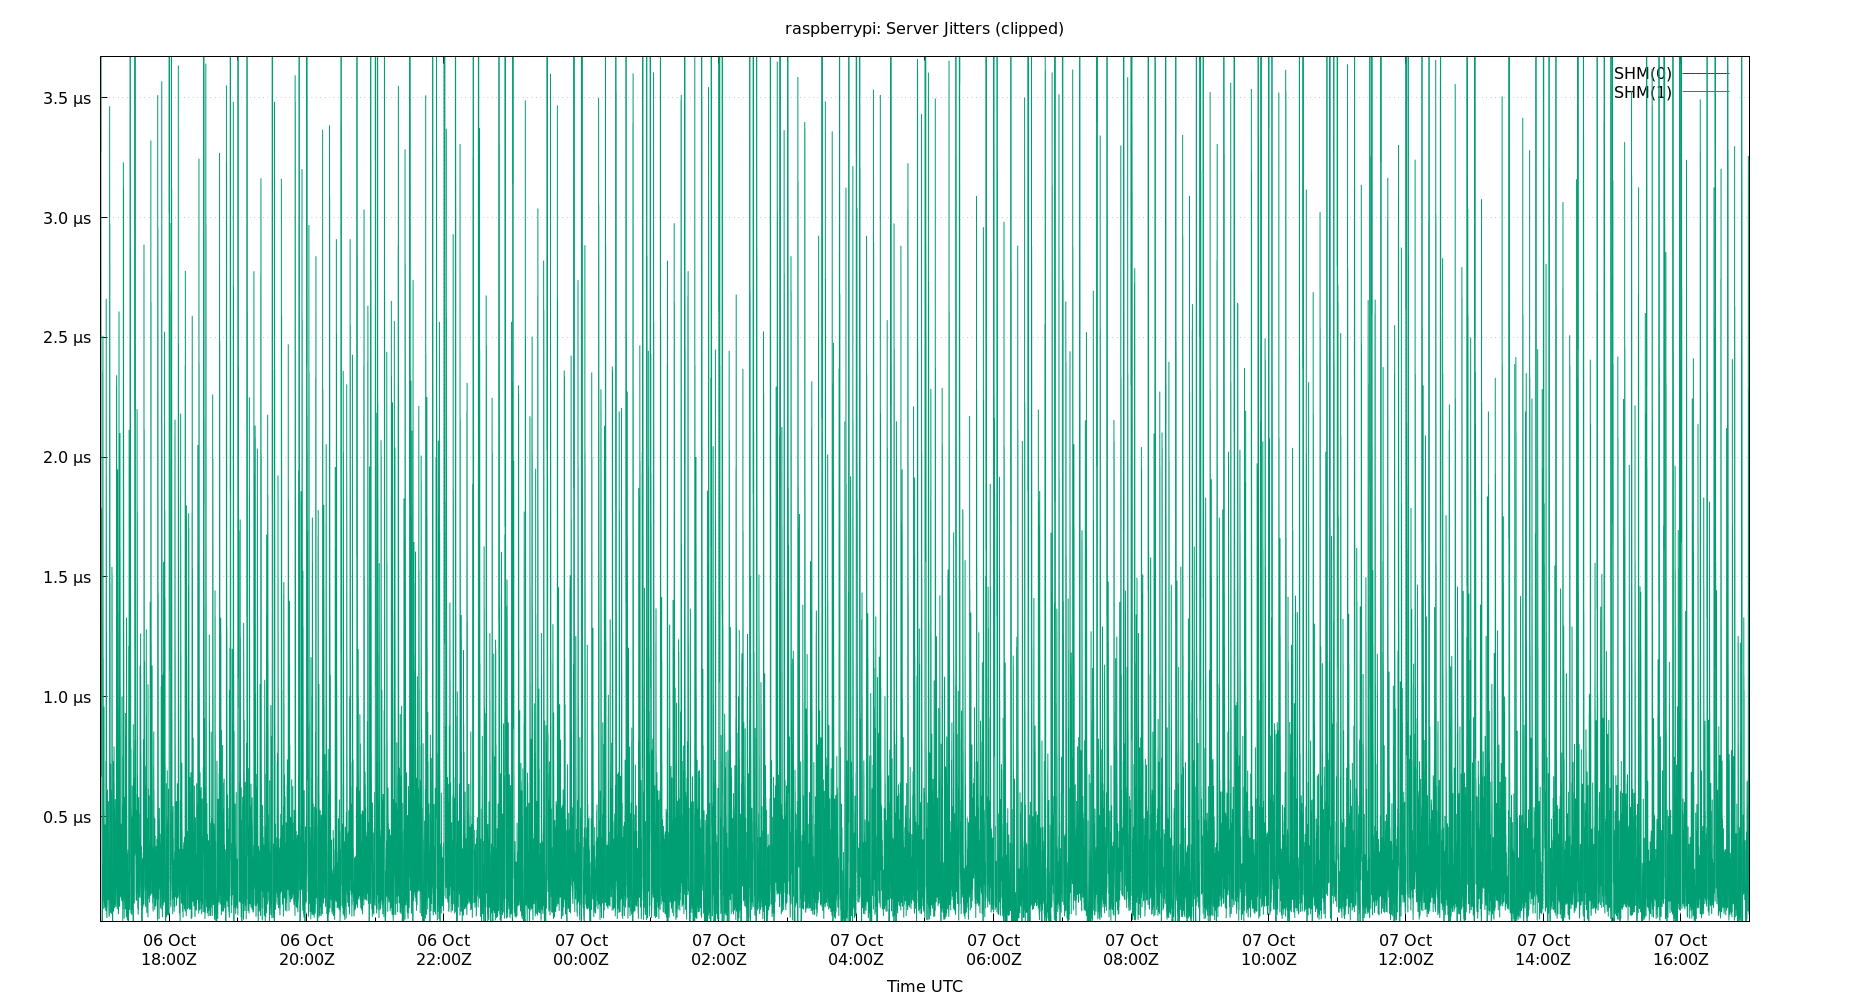 raspberrypi: Server Jitters (clipped)
SHM(0)
SHM(1)
3.5 µs
3.0 µs
2.5 µs
2.0 µs
1.5 µs
1.0 µs
0.5 µs
06 Oct 06 Oct 06 Oct 07 Oct 07 Oct 07 Oct 07 Oct 07 Oct 07 Oct 07 Oct 07 Oct 07 Oct
18:00Z 20:00Z 22:00Z 00:00Z 02:00Z 04:00Z 06:00Z 08:00Z 10:00Z 12:00Z 14:00Z 16:00Z
Time UTC